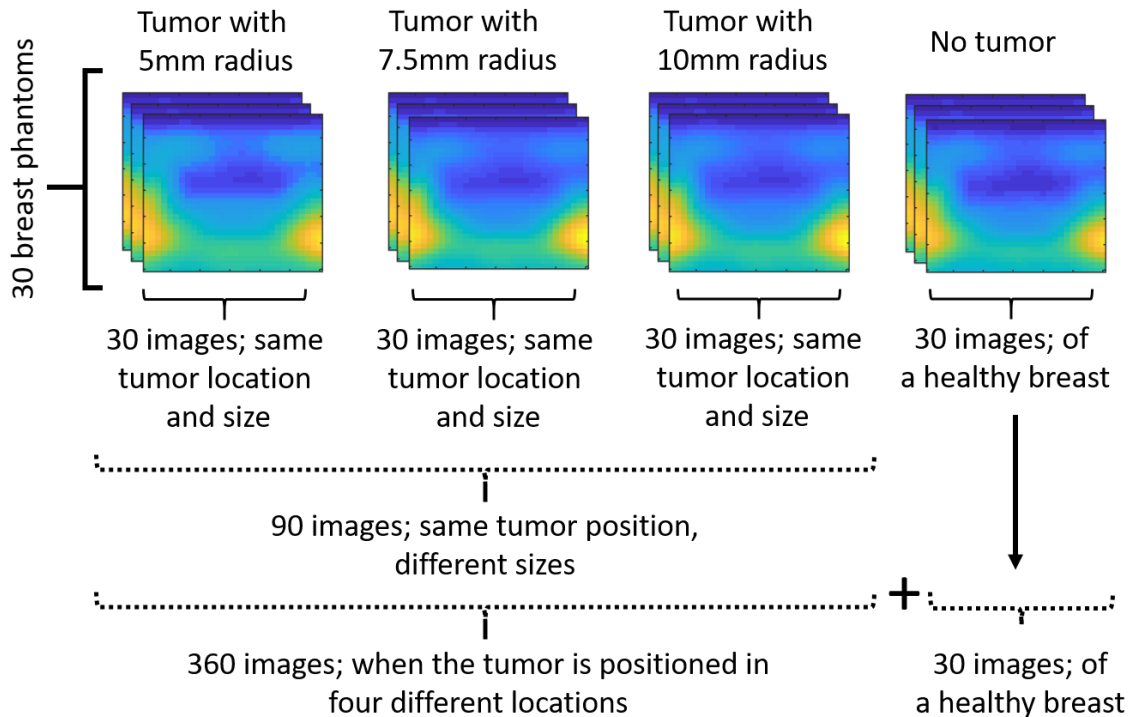 Tumor with
5mm radius
Tumor with
7.5mm radius
Tumor with
10mm radius
No tumor
30 breast phantoms
30 images; same
tumor location
and size
30 images; same
tumor location
and size
30 images; same
tumor location
and size
30 images; of
a healthy breast
90 images; same tumor position,
different sizes
+
360 images; when the tumor is positioned in
four different locations
30 images; of
a healthy breast